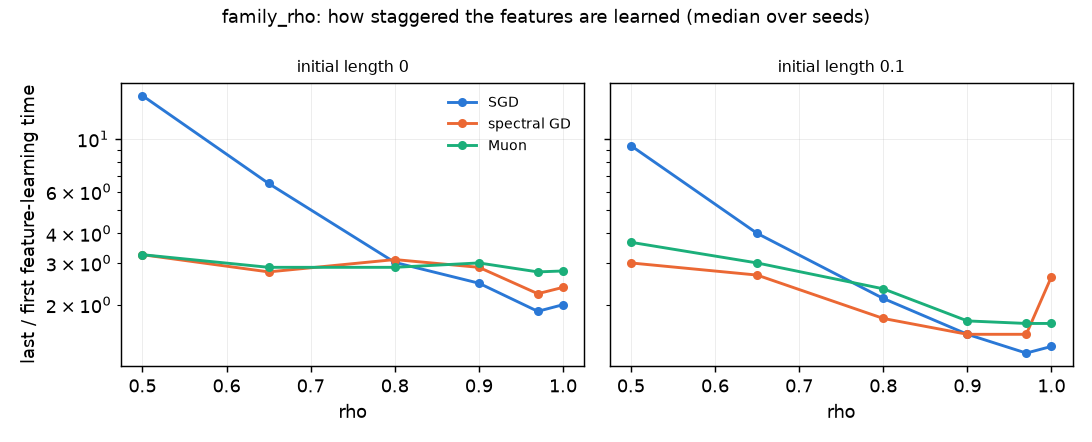 family_rho: how staggered the features are learned (median over seeds)
initial length 0
initial length 0.1
last / first feature-learning time
10¹
6 × 10⁰
4 × 10⁰
3 × 10⁰
2 × 10⁰
SGD
spectral GD
Muon
0.5 0.6 0.7 0.8 0.9 1.0
0.5 0.6 0.7 0.8 0.9 1.0
rho
rho